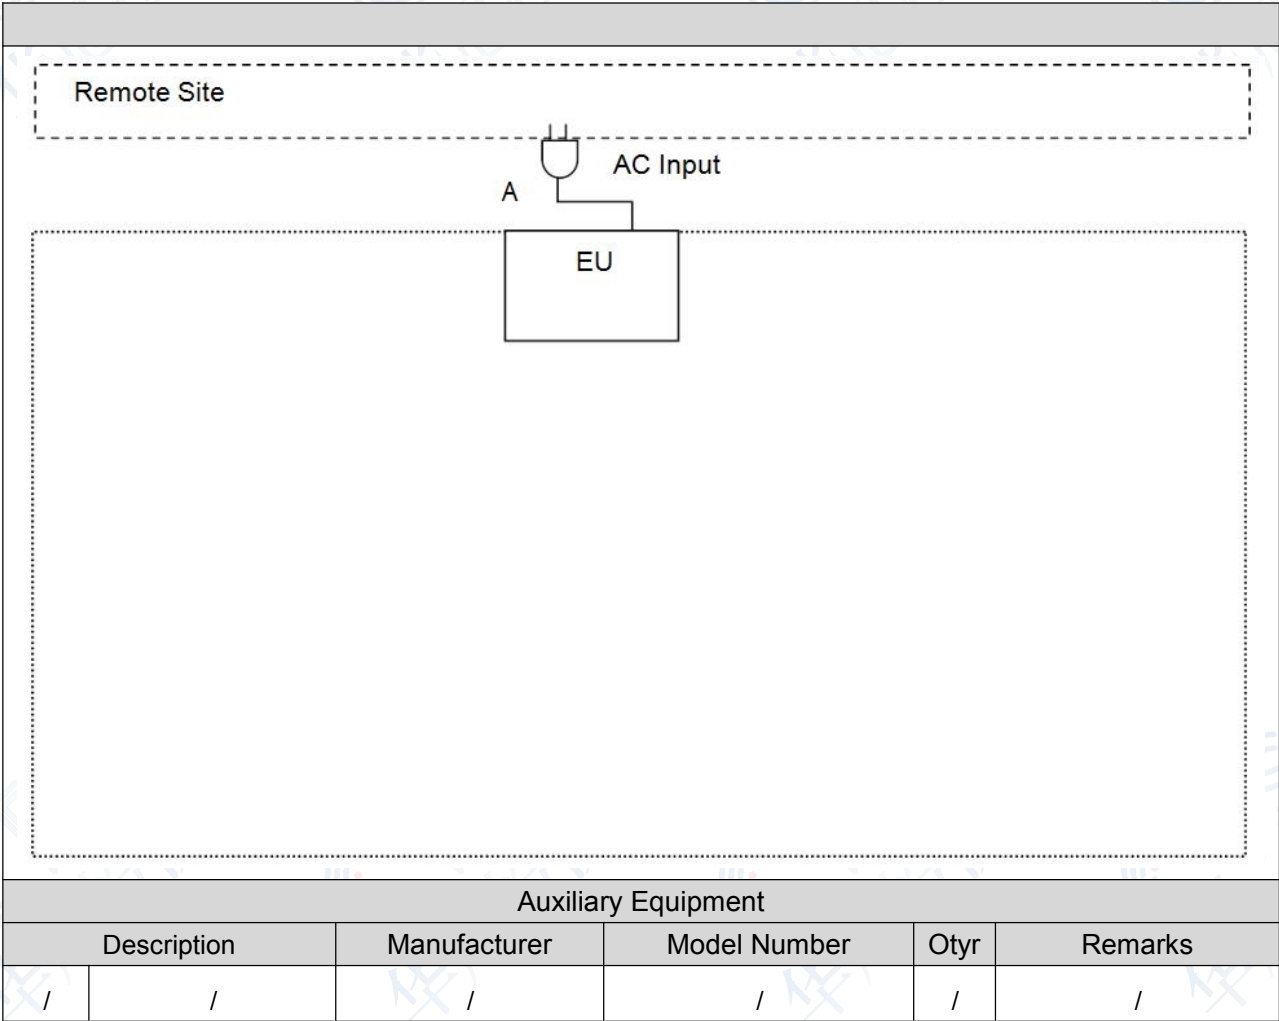 Remote Site
AC Input
A
EU
Auxiliary Equipment
Description Manufacturer Model Number Otyr Remarks
/ / / / / /